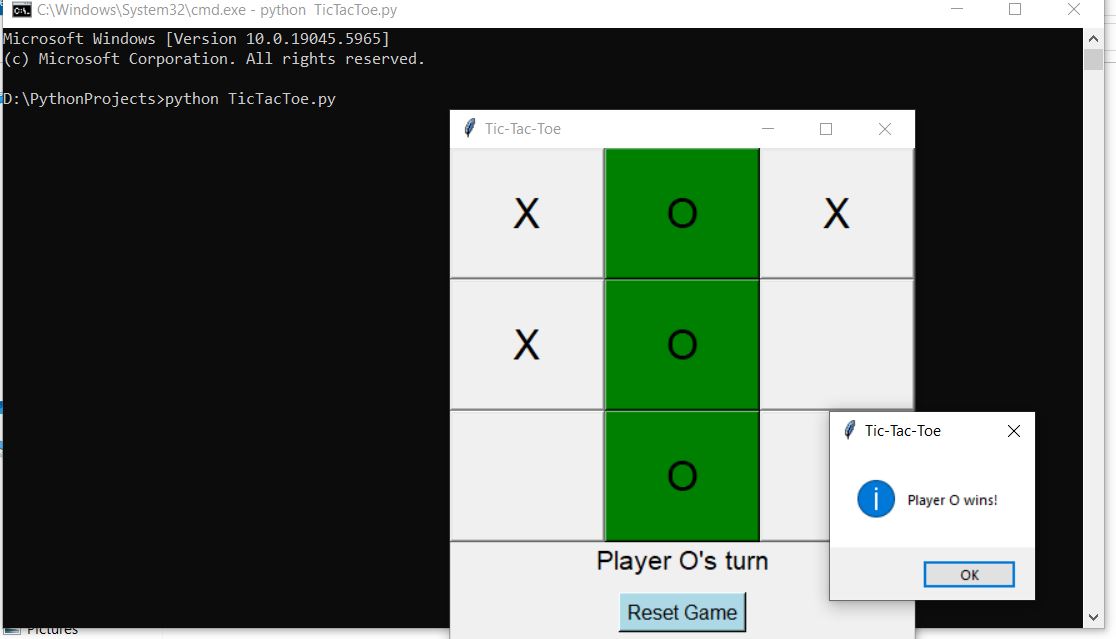 C:\Windows\System32\cmd.exe - python  TicTacToe.py
Microsoft Windows [Version 10.0.19045.5965]
(c) Microsoft Corporation. All rights reserved.
D:\PythonProjects>python TicTacToe.py
Tic-Tac-Toe
X O X
X O
O
Tic-Tac-Toe
Player O wins!
OK
Player O's turn
Reset Game
Pictures